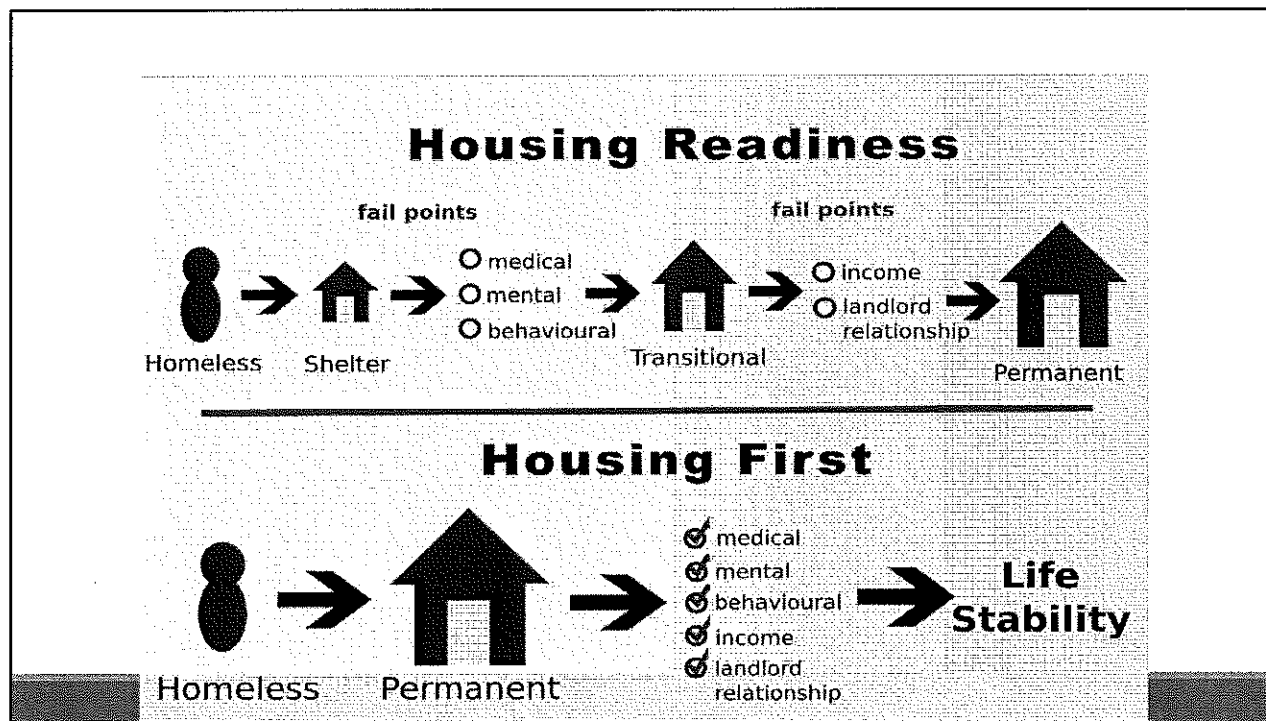 Housing Readiness
fail points
fail points
medical
mental
behavioural
income
landlord
relationship
Homeless
Shelter
Transitional
Permanent
Housing First
medical
mental
behavioural
income
landlord
relationship
Life
Stability
Homeless
Permanent